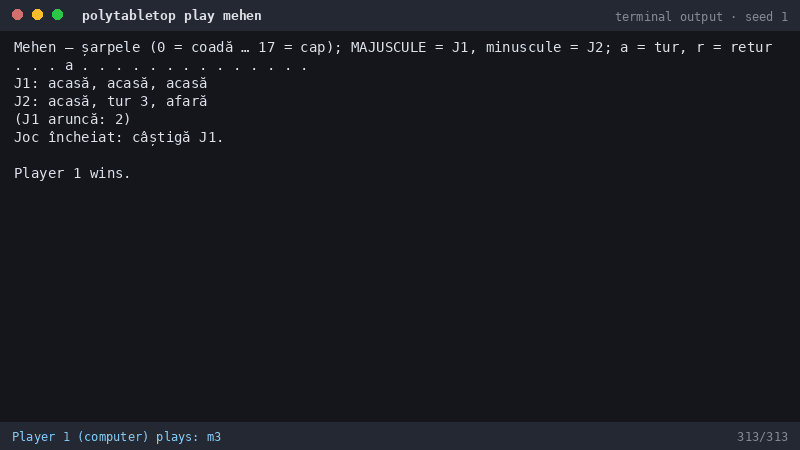 polytabletop play mehen
terminal output · seed 1
Mehen — șarpele (0 = coadă … 17 = cap); MAJUSCULE = J1, minuscule = J2; a = tur, r = retur
. . . a . . . . . . . . . . . . . .
J1: acasă, acasă, acasă
J2: acasă, tur 3, afară
(J1 aruncă: 2)
Joc încheiat: câștigă J1.
Player 1 wins.
Player 1 (computer) plays: m3
313/313